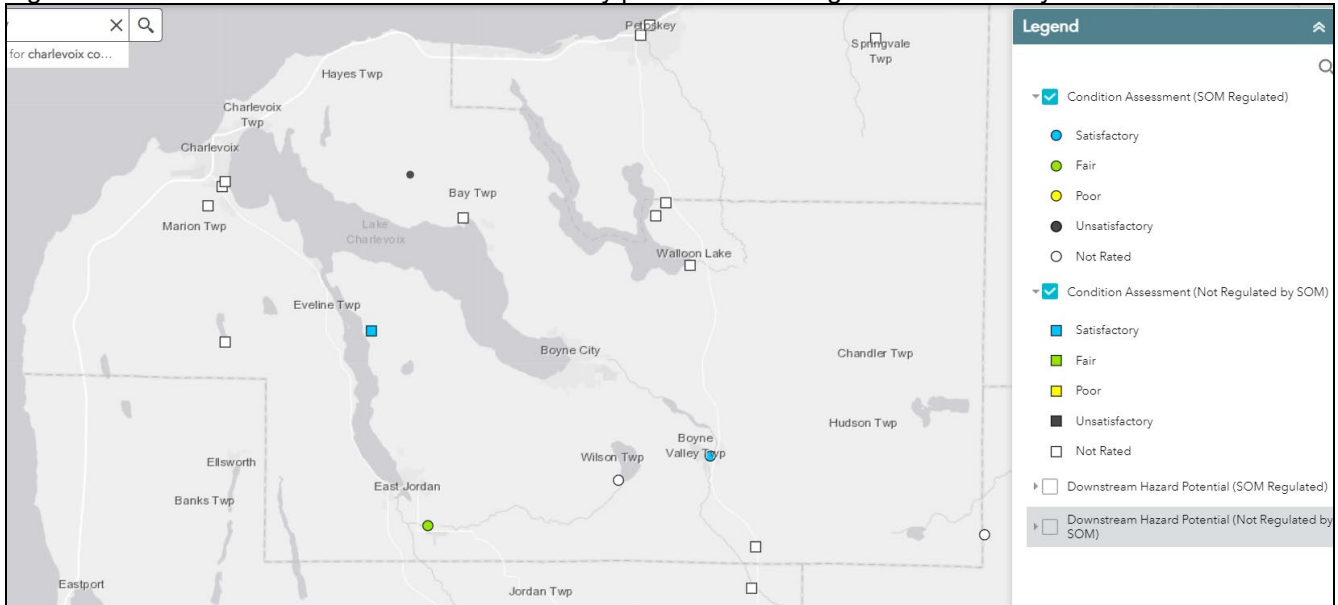 for charlevoix co...
Petoskey
Springvale
Twp
Hayes Twp
Charlevoix
Twp
Charlevoix
Bay Twp
Marion Twp
Lake
Charlevoix
Walloon Lake
Eveline Twp
Boyne City
Chandler Twp
Hudson Twp
Boyne
Valley Twp
Wilson Twp
Ellsworth
East Jordan
Banks Twp
Eastport
Jordan Twp
Legend
Condition Assessment (SOM Regulated)
Satisfactory
Fair
Poor
Unsatisfactory
Not Rated
Condition Assessment (Not Regulated by SOM)
Satisfactory
Fair
Poor
Unsatisfactory
Not Rated
Downstream Hazard Potential (SOM Regulated)
Downstream Hazard Potential (Not Regulated by
SOM)